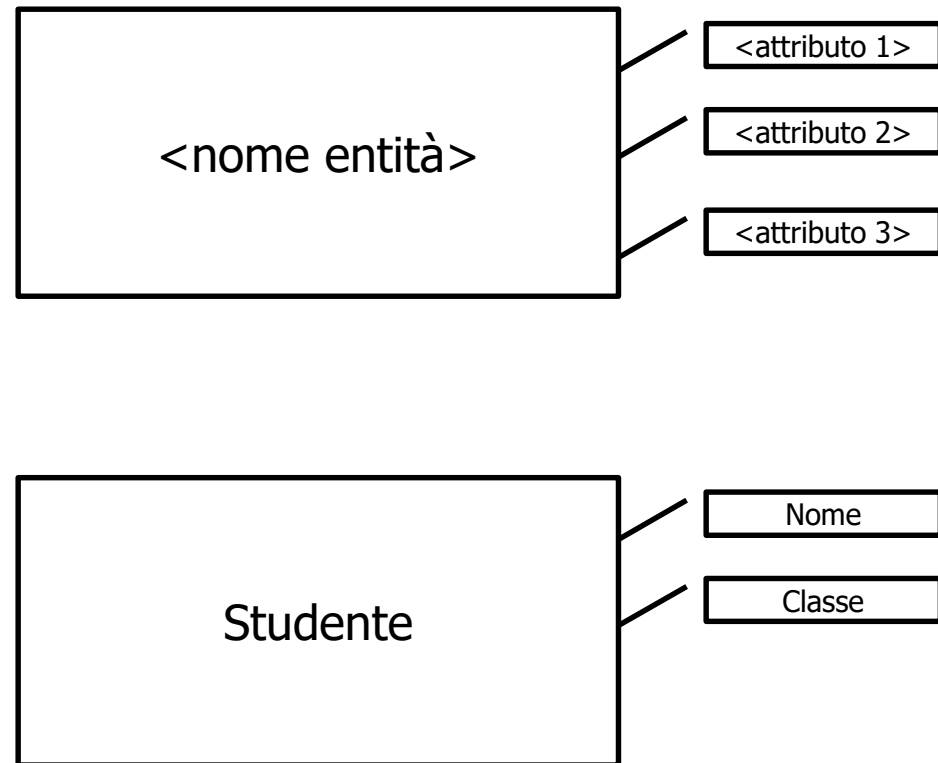 <attributo 1>
<attributo 2>
<nome entità>
<attributo 3>
Nome
Classe
Studente